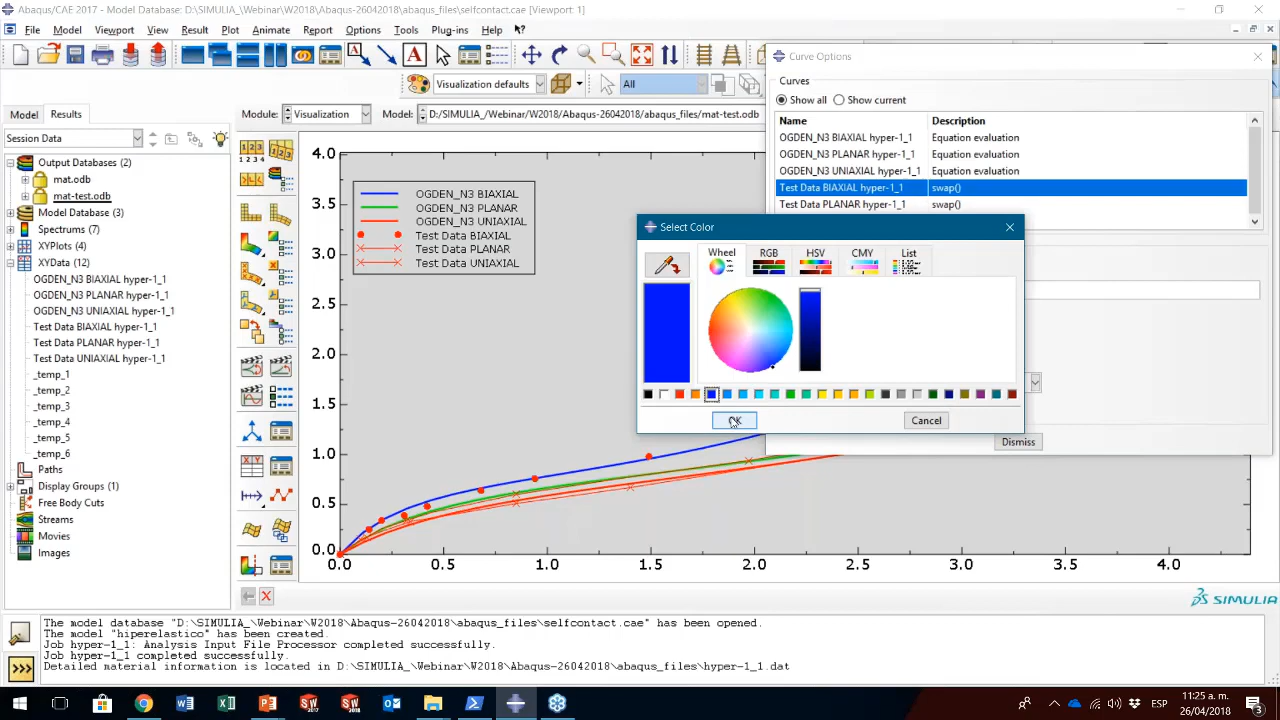 Abaqus/CAE 2017 - Model Database: D:\SIMULIA_\Webinar\W2018\Abaqus-26042018\abaqus_files\selfcontact.cae [Viewport: 1]
File Model Viewport View Result Plot Animate Report Options Tools Plug-ins Help
Visualization defaults All
Model Results Module: Visualization Model: D:/SIMULIA_/Webinar/W2018/Abaqus-26042018/abaqus_files/mat-test.odb
Session Data
Output Databases (2)
mat.odb
mat-test.odb
Model Database (3)
Spectrums (7)
XYPlots (4)
XYData (12)
OGDEN_N3 BIAXIAL hyper-1_1
OGDEN_N3 PLANAR hyper-1_1
OGDEN_N3 UNIAXIAL hyper-1_1
Test Data BIAXIAL hyper-1_1
Test Data PLANAR hyper-1_1
Test Data UNIAXIAL hyper-1_1
_temp_1
_temp_2
_temp_3
_temp_4
_temp_5
_temp_6
Paths
Display Groups (1)
Free Body Cuts
Streams
Movies
Images
4.0
3.5
3.0
2.5
2.0
1.5
1.0
0.5
0.0
0.0 0.5 1.0 1.5 2.0 2.5 3.0 3.5 4.0
OGDEN_N3 BIAXIAL
OGDEN_N3 PLANAR
OGDEN_N3 UNIAXIAL
Test Data BIAXIAL
Test Data PLANAR
Test Data UNIAXIAL
Curve Options
Curves
Show all Show current
Name Description
OGDEN_N3 BIAXIAL hyper-1_1 Equation evaluation
OGDEN_N3 PLANAR hyper-1_1 Equation evaluation
OGDEN_N3 UNIAXIAL hyper-1_1 Equation evaluation
Test Data BIAXIAL hyper-1_1 swap()
Test Data PLANAR hyper-1_1 swap()
Select Color
Wheel RGB HSV CMY List
OK Cancel
Dismiss
SIMULIA
The model database "D:\SIMULIA_\Webinar\W2018\Abaqus-26042018\abaqus_files\selfcontact.cae" has been opened.
The model "hiperelastico" has been created.
Job hyper-1_1: Analysis Input File Processor completed successfully.
Job hyper-1_1 completed successfully.
Detailed material information is located in D:\SIMULIA_\Webinar\W2018\Abaqus-26042018\abaqus_files\hyper-1_1.dat
ESP
11:25 a. m.
26/04/2018